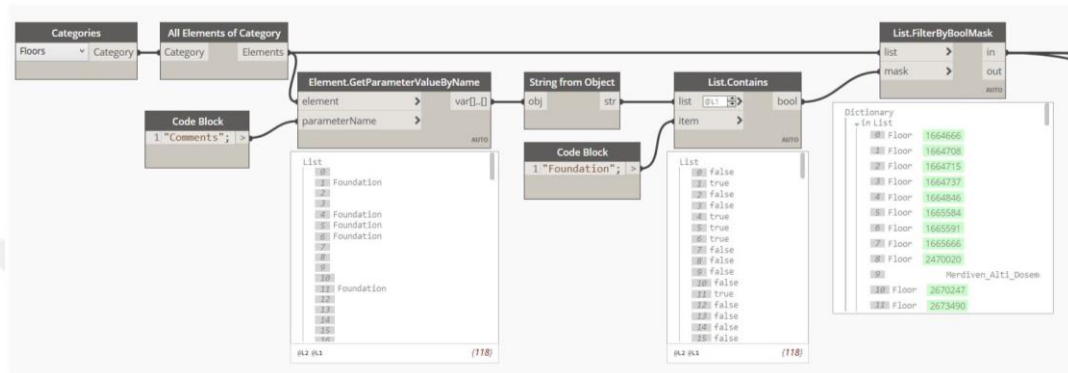 Categories
Floors Category
All Elements of Category
Category Elements
Element.GetParameterValueByName
element > var[]..[]
parameterName >
AUTO
Code Block
1 "Comments"; >
List
0
1 Foundation
2
3
4 Foundation
5 Foundation
6 Foundation
7
8
9
10
11 Foundation
12
13
14
15
16
@L2 @L1 {118}
String from Object
obj str
Code Block
1 "Foundation"; >
List.Contains
list @L1 > bool
item >
AUTO
List
0 false
1 true
2 false
3 false
4 true
5 true
6 true
7 false
8 false
9 false
10 false
11 true
12 false
13 false
14 false
15 false
@L2 @L1 {118}
List.FilterByBoolMask
list > in
mask > out
AUTO
Dictionary
in List
0 Floor 1664666
1 Floor 1664708
2 Floor 1664715
3 Floor 1664737
4 Floor 1664846
5 Floor 1665584
6 Floor 1665591
7 Floor 1665666
8 Floor 2470020
9 Merdiven_Alti_Dosem
10 Floor 2670247
11 Floor 2673490